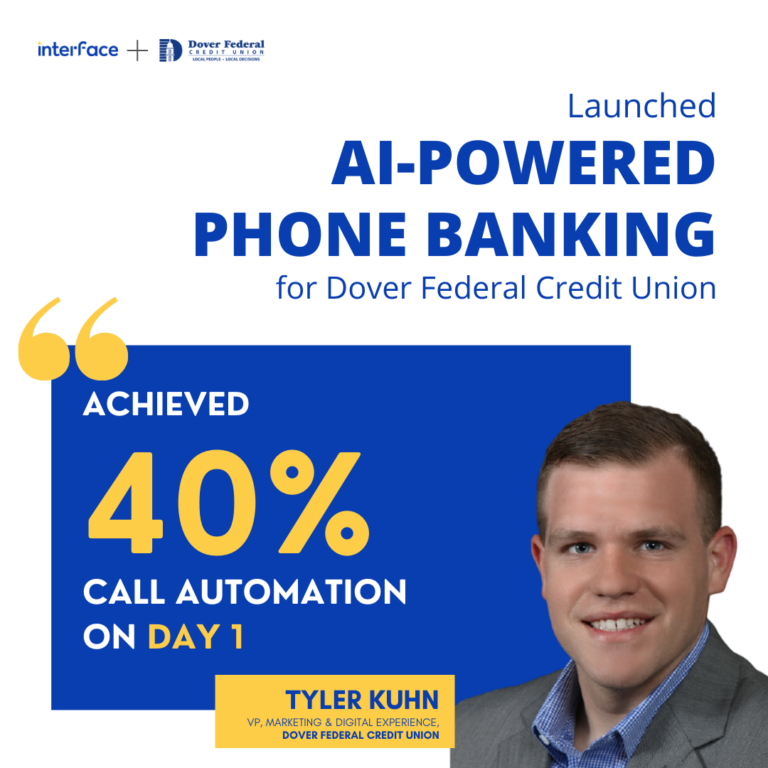 interface + Dover Federal
CREDIT UNION
LOCAL PEOPLE • LOCAL DECISIONS
Launched
AI-POWERED
PHONE BANKING
for Dover Federal Credit Union
“
ACHIEVED
40%
CALL AUTOMATION
ON DAY 1
TYLER KUHN
VP, MARKETING & DIGITAL EXPERIENCE,
DOVER FEDERAL CREDIT UNION